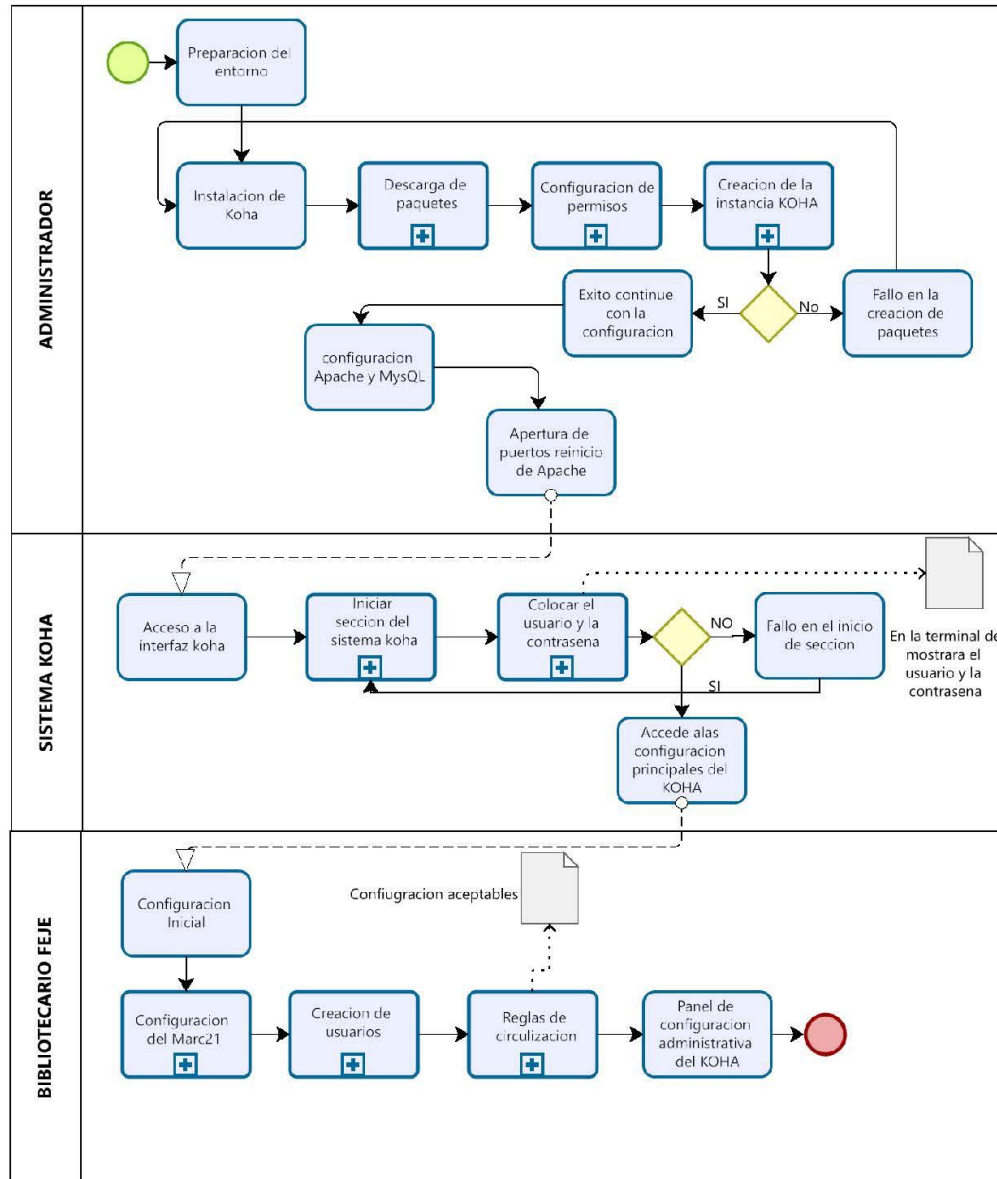 ADMINISTRADOR
Preparacion del
entorno
Instalacion de
Koha
Descarga de
paquetes
Configuracion de
permisos
Creacion de la
instancia KOHA
SI
No
Exito continue
con la
configuracion
Fallo en la
creacion de
paquetes
configuracion
Apache y MysQL
Apertura de
puertos reinicio
de Apache
SISTEMA KOHA
Acceso a la
interfaz koha
Iniciar
seccion del
sistema koha
Colocar el
usuario y la
contrasena
NO
SI
Fallo en el inicio
de seccion
En la terminal de
mostrara el
usuario y la
contrasena
Accede alas
configuracion
principales del
KOHA
BIBLIOTECARIO FEJE
Configuracion
Inicial
Confiugracion aceptables
Configuracion
del Marc21
Creacion de
usuarios
Reglas de
circulizacion
Panel de
configuracion
administrativa
del KOHA